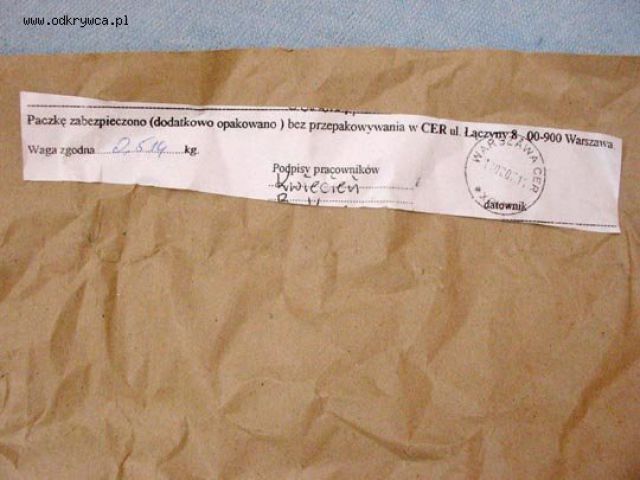 www.odkrywca.pl
Paczkę zabezpieczono (dodatkowo opakowano ) bez przepakowywania w CER ul. Łączyny 8 00-900 Warszawa
Waga zgodna 2,514 kg.
Podpisy pracowników
Kwiecień
WARSZAWA CER
datownik